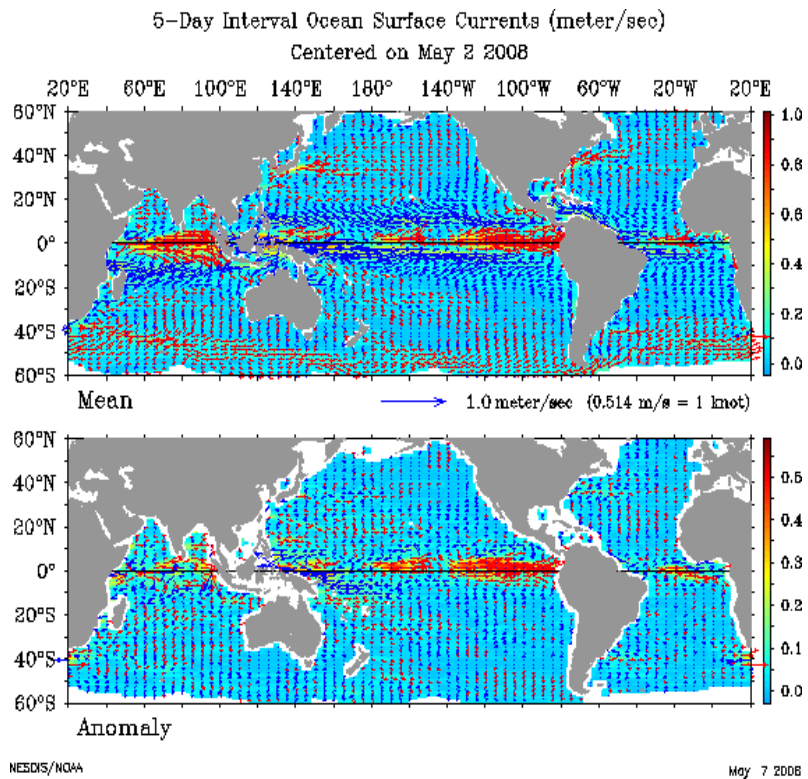 5-Day Interval Ocean Surface Currents (meter/sec)
Centered on May 2 2008
20°E 60°E 100°E 140°E 180° 140°W 100°W 60°W 20°W 20°E
60°N
40°N
20°N
0°
20°S
40°S
60°S
1.0
0.8
0.6
0.4
0.2
0.0
Mean
1.0 meter/sec (0.514 m/s = 1 knot)
60°N
40°N
20°N
0°
20°S
40°S
60°S
0.5
0.4
0.3
0.2
0.1
0.0
Anomaly
NESDIS/NOAA
May 7 2008